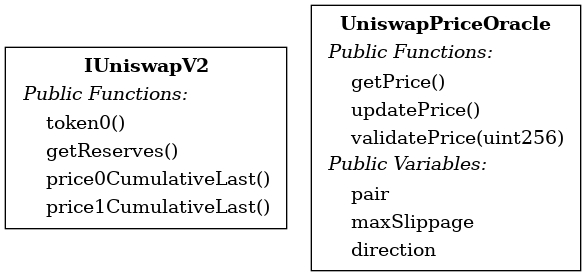 IUniswapV2
Public Functions:
token0()
getReserves()
price0CumulativeLast()
price1CumulativeLast()
UniswapPriceOracle
Public Functions:
getPrice()
updatePrice()
validatePrice(uint256)
Public Variables:
pair
maxSlippage
direction